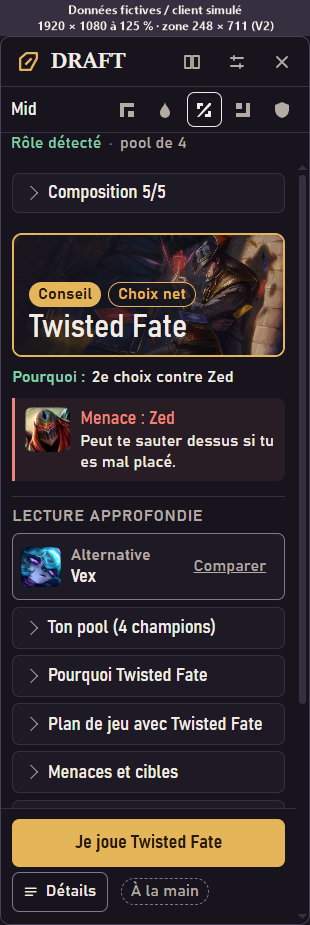 Données fictives / client simulé
1920 × 1080 à 125 % · zone 248 × 711 (V2)
DRAFT
Mid
Rôle détecté · pool de 4
Composition 5/5
Conseil
Choix net
Twisted Fate
Pourquoi : 2e choix contre Zed
Menace : Zed
Peut te sauter dessus si tu
es mal placé.
LECTURE APPROFONDIE
Alternative
Vex
Comparer
Ton pool (4 champions)
Pourquoi Twisted Fate
Plan de jeu avec Twisted Fate
Menaces et cibles
Je joue Twisted Fate
Détails
À la main